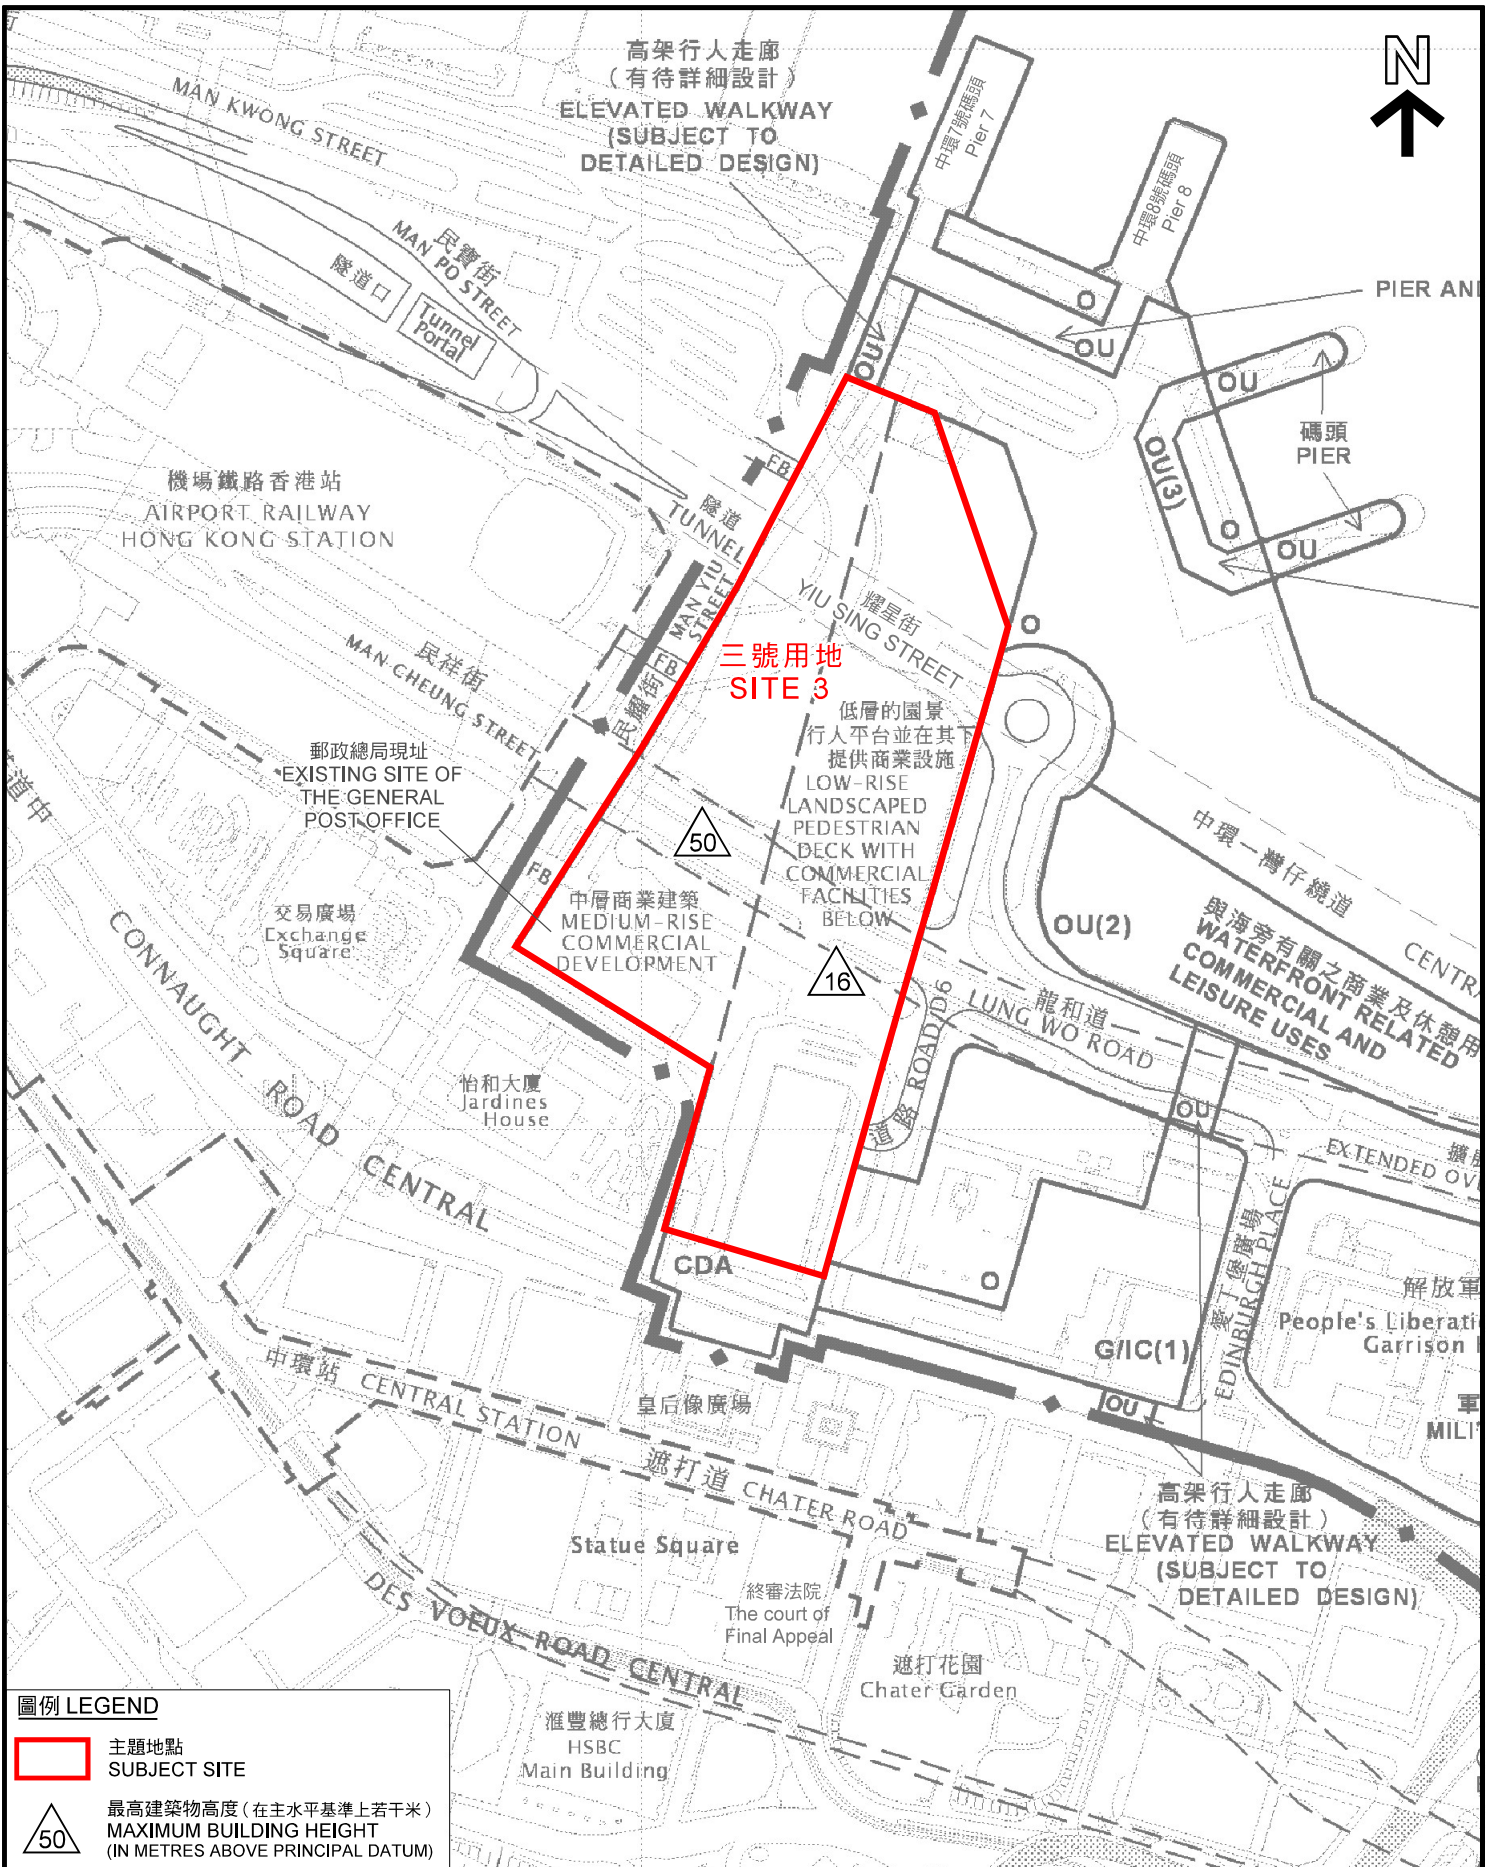 高架行人走廊
（有待詳細設計）
ELEVATED WALKWAY
(SUBJECT TO
DETAILED DESIGN)
N
MAN KWONG STREET
中環7號碼頭
Pier 7
中環8號碼頭
Pier 8
民寶街
MAN PO STREET
隧道口
Tunnel
Portal
PIER AND
O
OU
OU
OU
碼頭
PIER
OU(3)
O
OU
FB
機場鐵路香港站
AIRPORT RAILWAY
HONG KONG STATION
隧道
TUNNEL
MAN YIU
STREET
民耀街
FB
耀星街
YIU SING STREET
O
三號用地
SITE 3
民祥街
MAN CHEUNG STREET
低層的園景
行人平台並在其下
提供商業設施
LOW-RISE
LANDSCAPED
PEDESTRIAN
DECK WITH
COMMERCIAL
FACILITIES
BELOW
郵政總局現址
EXISTING SITE OF
THE GENERAL
POST OFFICE
道中
50
中環－灣仔繞道
CENTRA
FB
中層商業建築
MEDIUM-RISE
COMMERCIAL
DEVELOPMENT
交易廣場
Exchange
Square
16
OU(2)
與海旁有關之商業及休憩用
WATERFRONT RELATED
COMMERCIAL AND
LEISURE USES
龍和道
LUNG WO ROAD
道路 ROAD D6
CONNAUGHT ROAD CENTRAL
怡和大廈
Jardines
House
OU
EXTENDED OV
CDA
O
愛丁堡廣場
EDINBURGH PLACE
解放軍
People's Liberati
Garrison
G/IC(1)
中環站 CENTRAL STATION
皇后像廣場
OU
軍
MILI
遮打道 CHATER ROAD
高架行人走廊
（有待詳細設計）
ELEVATED WALKWAY
(SUBJECT TO
DETAILED DESIGN)
Statue Square
終審法院
The court of
Final Appeal
DES VOEUX ROAD CENTRAL
遮打花園
Chater Garden
滙豐總行大廈
HSBC
Main Building
圖例 LEGEND
主題地點
SUBJECT SITE
50
最高建築物高度（在主水平基準上若干米）
MAXIMUM BUILDING HEIGHT
(IN METRES ABOVE PRINCIPAL DATUM)